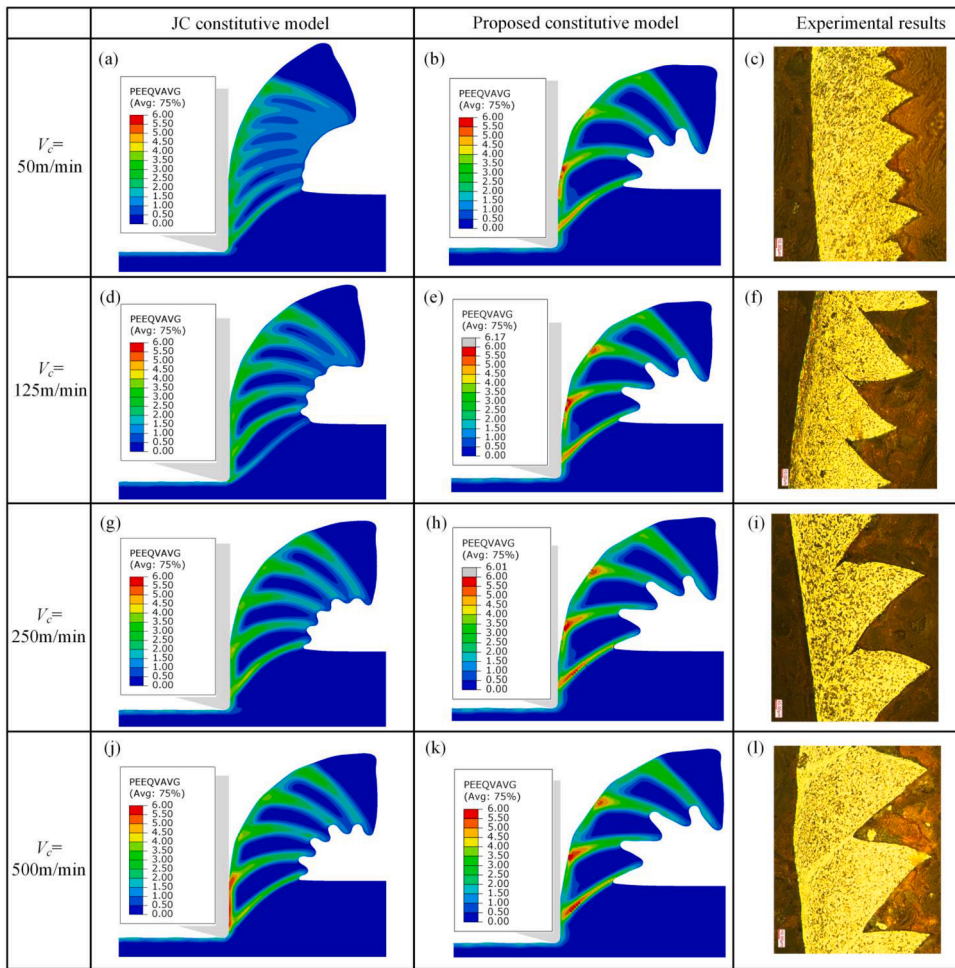 JC constitutive model Proposed constitutive model Experimental results
Vc=
50m/min
(a)
PEEQVAVG
(Avg: 75%)
6.00
5.50
5.00
4.50
4.00
3.50
3.00
2.50
2.00
1.50
1.00
0.50
0.00
(b)
PEEQVAVG
(Avg: 75%)
6.00
5.50
5.00
4.50
4.00
3.50
3.00
2.50
2.00
1.50
1.00
0.50
0.00
(c)
Vc=
125m/min
(d)
PEEQVAVG
(Avg: 75%)
6.00
5.50
5.00
4.50
4.00
3.50
3.00
2.50
2.00
1.50
1.00
0.50
0.00
(e)
PEEQVAVG
(Avg: 75%)
6.17
6.00
5.50
5.00
4.50
4.00
3.50
3.00
2.50
2.00
1.50
1.00
0.50
0.00
(f)
Vc=
250m/min
(g)
PEEQVAVG
(Avg: 75%)
6.00
5.50
5.00
4.50
4.00
3.50
3.00
2.50
2.00
1.50
1.00
0.50
0.00
(h)
PEEQVAVG
(Avg: 75%)
6.01
6.00
5.50
5.00
4.50
4.00
3.50
3.00
2.50
2.00
1.50
1.00
0.50
0.00
(i)
Vc=
500m/min
(j)
PEEQVAVG
(Avg: 75%)
6.00
5.50
5.00
4.50
4.00
3.50
3.00
2.50
2.00
1.50
1.00
0.50
0.00
(k)
PEEQVAVG
(Avg: 75%)
6.00
5.50
5.00
4.50
4.00
3.50
3.00
2.50
2.00
1.50
1.00
0.50
0.00
(l)